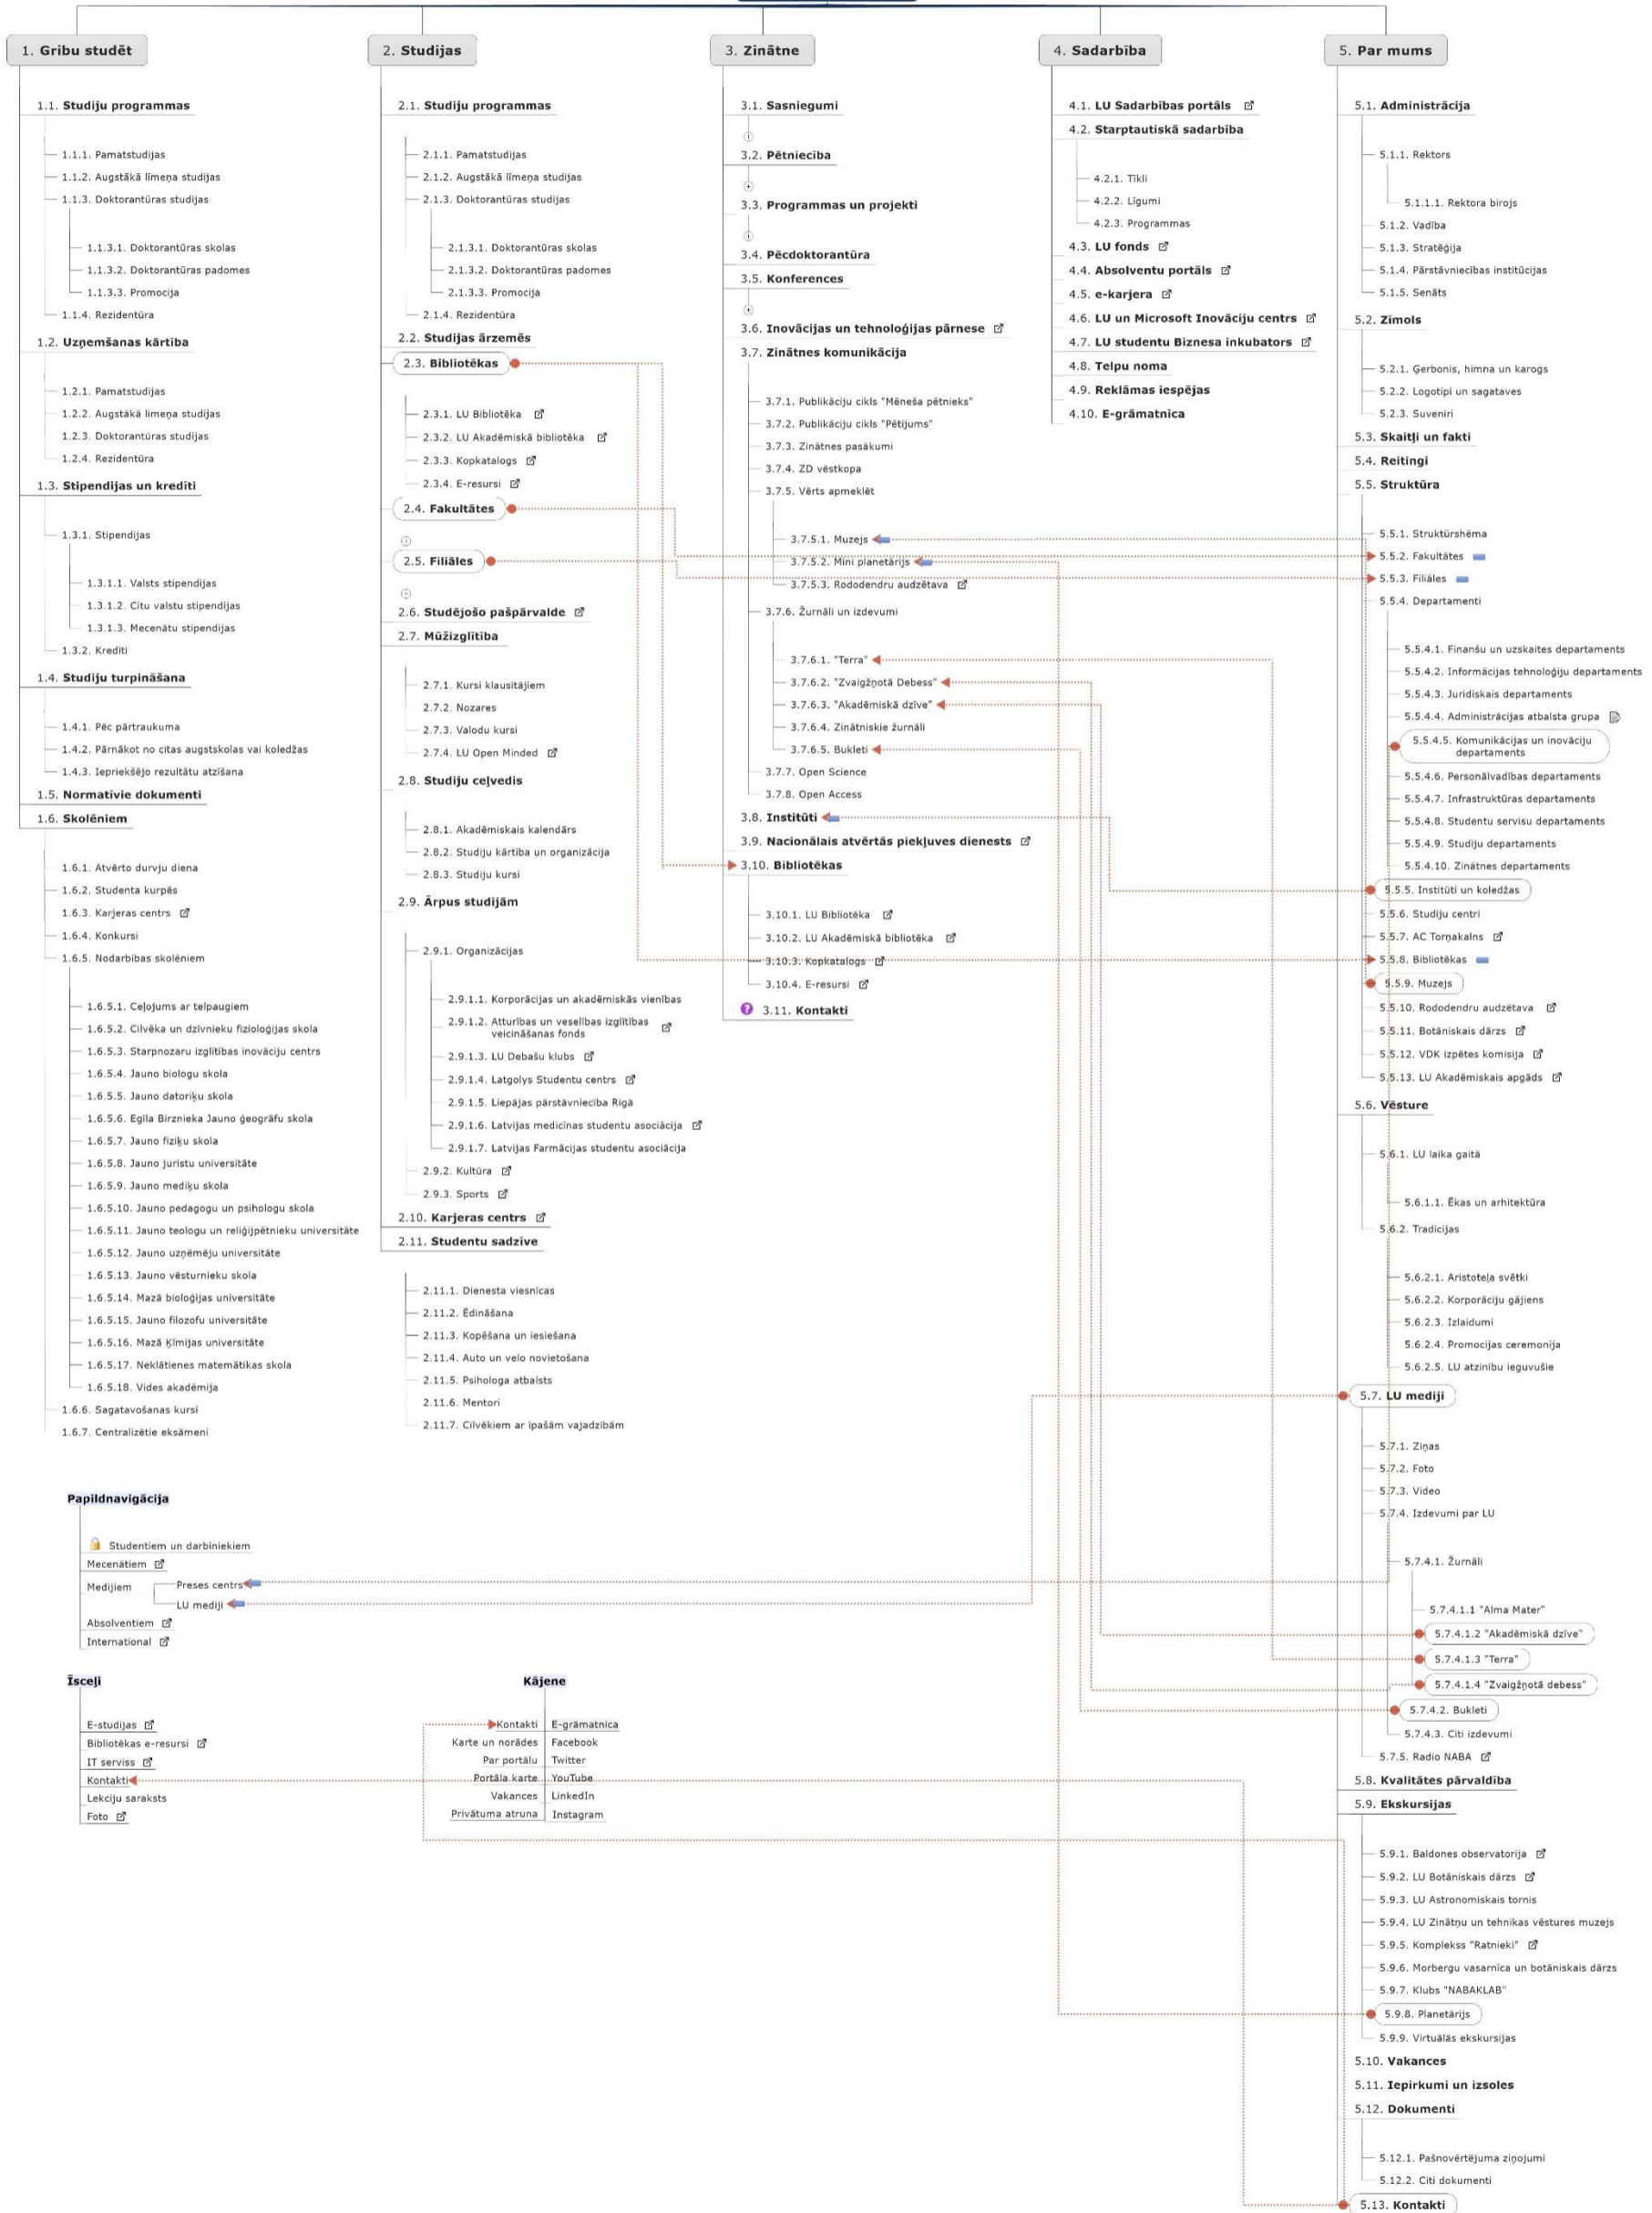 1. Gribu studēt
1.1. Studiju programmas
1.1.1. Pamatstudijas
1.1.2. Augstākā līmeņa studijas
1.1.3. Doktorantūras studijas
1.1.3.1. Doktorantūras skolas
1.1.3.2. Doktorantūras padomes
1.1.3.3. Promocija
1.1.4. Rezidentūra
1.2. Uzņemšanas kārtība
1.2.1. Pamatstudijas
1.2.2. Augstākā līmeņa studijas
1.2.3. Doktorantūras studijas
1.2.4. Rezidentūra
1.3. Stipendijas un kredīti
1.3.1. Stipendijas
1.3.1.1. Valsts stipendijas
1.3.1.2. Citu valstu stipendijas
1.3.1.3. Mecenātu stipendijas
1.3.2. Kredīti
1.4. Studiju turpināšana
1.4.1. Pēc pārtraukuma
1.4.2. Pārnākot no citas augstskolas vai koledžas
1.4.3. Iepriekšējo rezultātu atzīšana
1.5. Normatīvie dokumenti
1.6. Skolēniem
1.6.1. Atvērto durvju diena
1.6.2. Studenta kurpēs
1.6.3. Karjeras centrs
1.6.4. Konkursi
1.6.5. Nodarbības skolēniem
1.6.5.1. Ceļojums ar telpaugiem
1.6.5.2. Cilvēka un dzīvnieku fizioloģijas skola
1.6.5.3. Starpnozaru izglītības inovāciju centrs
1.6.5.4. Jauno biologu skola
1.6.5.5. Jauno datoriķu skola
1.6.5.6. Egīla Birznieka Jauno ģeogrāfu skola
1.6.5.7. Jauno fiziķu skola
1.6.5.8. Jauno juristu universitāte
1.6.5.9. Jauno mediķu skola
1.6.5.10. Jauno pedagogu un psihologu skola
1.6.5.11. Jauno teologu un reliģijpētnieku universitāte
1.6.5.12. Jauno uzņēmēju universitāte
1.6.5.13. Jauno vēsturnieku skola
1.6.5.14. Mazā bioloģijas universitāte
1.6.5.15. Jauno filozofu universitāte
1.6.5.16. Mazā Ķīmijas universitāte
1.6.5.17. Neklātienes matemātikas skola
1.6.5.18. Vides akadēmija
1.6.6. Sagatavošanas kursi
1.6.7. Centralizētie eksāmeni
2. Studijas
2.1. Studiju programmas
2.1.1. Pamatstudijas
2.1.2. Augstākā līmeņa studijas
2.1.3. Doktorantūras studijas
2.1.3.1. Doktorantūras skolas
2.1.3.2. Doktorantūras padomes
2.1.3.3. Promocija
2.1.4. Rezidentūra
2.2. Studijas ārzemēs
2.3. Bibliotēkas
2.3.1. LU Bibliotēka
2.3.2. LU Akadēmiskā bibliotēka
2.3.3. Kopkatalogs
2.3.4. E-resursi
2.4. Fakultātes
2.5. Filiāles
2.6. Studējošo pašpārvalde
2.7. Mūžizglītība
2.7.1. Kursi klausītājiem
2.7.2. Nozares
2.7.3. Valodu kursi
2.7.4. LU Open Minded
2.8. Studiju ceļvedis
2.8.1. Akadēmiskais kalendārs
2.8.2. Studiju kārtība un organizācija
2.8.3. Studiju kursi
2.9. Ārpus studijām
2.9.1. Organizācijas
2.9.1.1. Korporācijas un akadēmiskās vienības
2.9.1.2. Atturības un veselības izglītības
veicināšanas fonds
2.9.1.3. LU Debašu klubs
2.9.1.4. Latgolys Studentu centrs
2.9.1.5. Liepājas pārstāvniecība Rīgā
2.9.1.6. Latvijas medicīnas studentu asociācija
2.9.1.7. Latvijas Farmācijas studentu asociācija
2.9.2. Kultūra
2.9.3. Sports
2.10. Karjeras centrs
2.11. Studentu sadzīve
2.11.1. Dienesta viesnīcas
2.11.2. Ēdināšana
2.11.3. Kopēšana un iesiešana
2.11.4. Auto un velo novietošana
2.11.5. Psihologa atbalsts
2.11.6. Mentori
2.11.7. Cilvēkiem ar īpašām vajadzībām
3. Zinātne
3.1. Sasniegumi
3.2. Pētniecība
3.3. Programmas un projekti
3.4. Pēcdoktorantūra
3.5. Konferences
3.6. Inovācijas un tehnoloģijas pārnese
3.7. Zinātnes komunikācija
3.7.1. Publikāciju cikls "Mēneša pētnieks"
3.7.2. Publikāciju cikls "Pētījums"
3.7.3. Zinātnes pasākumi
3.7.4. ZD vēstkopa
3.7.5. Vērts apmeklēt
3.7.5.1. Muzejs
3.7.5.2. Mini planetārijs
3.7.5.3. Rododendru audzētava
3.7.6. Žurnāli un izdevumi
3.7.6.1. "Terra"
3.7.6.2. "Zvaigžņotā Debess"
3.7.6.3. "Akadēmiskā dzīve"
3.7.6.4. Zinātniskie žurnāli
3.7.6.5. Bukleti
3.7.7. Open Science
3.7.8. Open Access
3.8. Institūti
3.9. Nacionālais atvērtās piekļuves dienests
3.10. Bibliotēkas
3.10.1. LU Bibliotēka
3.10.2. LU Akadēmiskā bibliotēka
3.10.3. Kopkatalogs
3.10.4. E-resursi
? 3.11. Kontakti
4. Sadarbība
4.1. LU Sadarbības portāls
4.2. Starptautiskā sadarbība
4.2.1. Tīkli
4.2.2. Līgumi
4.2.3. Programmas
4.3. LU fonds
4.4. Absolventu portāls
4.5. e-karjera
4.6. LU un Microsoft Inovāciju centrs
4.7. LU studentu Biznesa inkubators
4.8. Telpu noma
4.9. Reklāmas iespējas
4.10. E-grāmatnīca
5. Par mums
5.1. Administrācija
5.1.1. Rektors
5.1.1.1. Rektora birojs
5.1.2. Vadība
5.1.3. Stratēģija
5.1.4. Pārstāvniecības institūcijas
5.1.5. Senāts
5.2. Zīmols
5.2.1. Ģerbonis, himna un karogs
5.2.2. Logotipi un sagataves
5.2.3. Suvenīri
5.3. Skaitļi un fakti
5.4. Reitingi
5.5. Struktūra
5.5.1. Struktūrshēma
5.5.2. Fakultātes
5.5.3. Filiāles
5.5.4. Departamenti
5.5.4.1. Finanšu un uzskaites departaments
5.5.4.2. Informācijas tehnoloģiju departaments
5.5.4.3. Juridiskais departaments
5.5.4.4. Administrācijas atbalsta grupa
5.5.4.5. Komunikācijas un inovāciju
departaments
5.5.4.6. Personālvadības departaments
5.5.4.7. Infrastruktūras departaments
5.5.4.8. Studentu servisu departaments
5.5.4.9. Studiju departaments
5.5.4.10. Zinātnes departaments
5.5.5. Institūti un koledžas
5.5.6. Studiju centri
5.5.7. AC Torņakalns
5.5.8. Bibliotēkas
5.5.9. Muzejs
5.5.10. Rododendru audzētava
5.5.11. Botāniskais dārzs
5.5.12. VDK izpētes komisija
5.5.13. LU Akadēmiskais apgāds
5.6. Vēsture
5.6.1. LU laika gaitā
5.6.1.1. Ēkas un arhitektūra
5.6.2. Tradīcijas
5.6.2.1. Aristoteļa svētki
5.6.2.2. Korporāciju gājiens
5.6.2.3. Izlaidumi
5.6.2.4. Promocijas ceremonija
5.6.2.5. LU atzinību ieguvušie
5.7. LU mediji
5.7.1. Ziņas
5.7.2. Foto
5.7.3. Video
5.7.4. Izdevumi par LU
5.7.4.1. Žurnāli
5.7.4.1.1 "Alma Mater"
5.7.4.1.2 "Akadēmiskā dzīve"
5.7.4.1.3 "Terra"
5.7.4.1.4 "Zvaigžņotā debess"
5.7.4.2. Bukleti
5.7.4.3. Citi izdevumi
5.7.5. Radio NABA
5.8. Kvalitātes pārvaldība
5.9. Ekskursijas
5.9.1. Baldones observatorija
5.9.2. LU Botāniskais dārzs
5.9.3. LU Astronomiskais tornis
5.9.4. LU Zinātņu un tehnikas vēstures muzejs
5.9.5. Komplekss "Ratnieki"
5.9.6. Morbergu vasarnīca un botāniskais dārzs
5.9.7. Klubs "NABAKLAB"
5.9.8. Planetārijs
5.9.9. Virtuālās ekskursijas
5.10. Vakances
5.11. Iepirkumi un izsoles
5.12. Dokumenti
5.12.1. Pašnovērtējuma ziņojumi
5.12.2. Citi dokumenti
5.13. Kontakti
Papildnavigācija
Studentiem un darbiniekiem
Mecenātiem
Medijiem
Preses centrs
LU mediji
Absolventiem
International
Īsceļi
E-studijas
Bibliotēkas e-resursi
IT serviss
Kontakti
Lekciju saraksts
Foto
Kājene
Kontakti E-grāmatnīca
Karte un norādes Facebook
Par portālu Twitter
Portāla karte YouTube
Vakances LinkedIn
Privātuma atruna Instagram